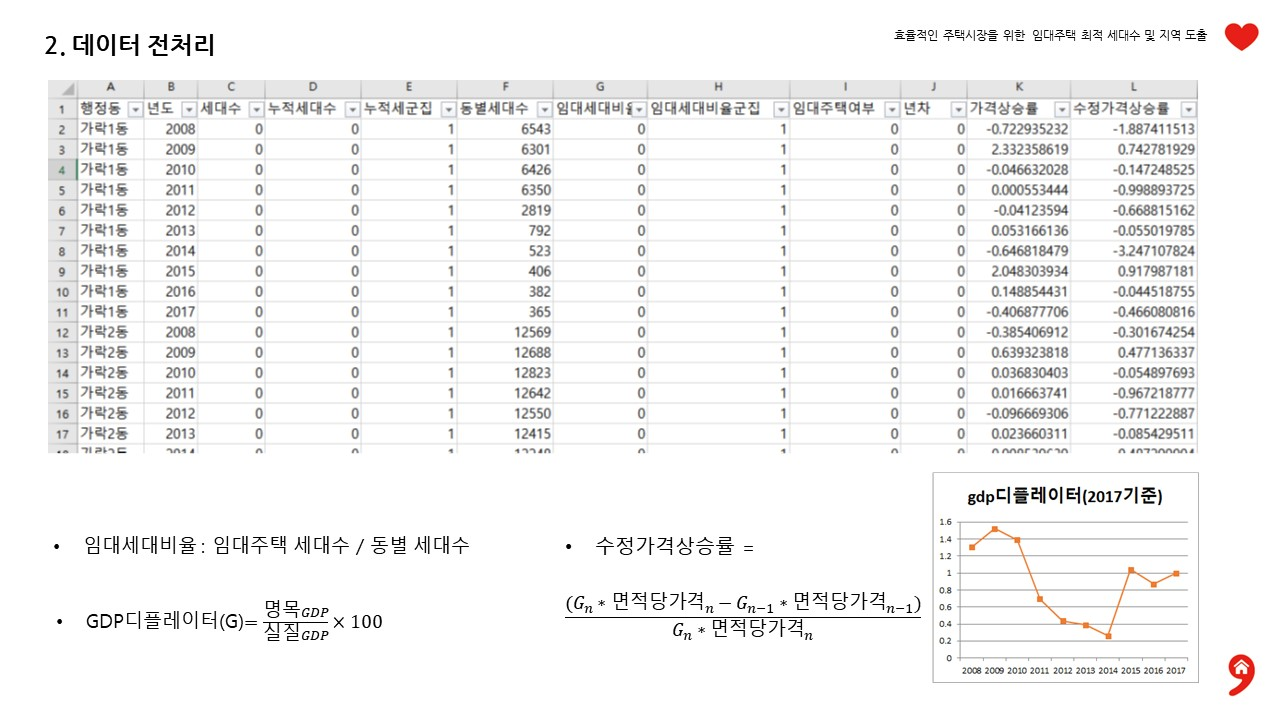 2. 데이터 전처리
효율적인 주택시장을 위한 임대주택 최적 세대수 및 지역 도출
A B C D E F G H I J K L
1 행정동 년도 세대수 누적세대수 누적세군집 동별세대수 임대세대비율 임대세대비율군집 임대주택여부 년차 가격상승률 수정가격상승률
2 가락1동 2008 0 0 1 6543 0 1 0 0 -0.722935232 -1.887411513
3 가락1동 2009 0 0 1 6301 0 1 0 0 2.332358619 0.742781929
4 가락1동 2010 0 0 1 6426 0 1 0 0 -0.046632028 -0.147248525
5 가락1동 2011 0 0 1 6350 0 1 0 0 0.000553444 -0.998893725
6 가락1동 2012 0 0 1 2819 0 1 0 0 -0.04123594 -0.668815162
7 가락1동 2013 0 0 1 792 0 1 0 0 0.053166136 -0.055019785
8 가락1동 2014 0 0 1 523 0 1 0 0 -0.646818479 -3.247107824
9 가락1동 2015 0 0 1 406 0 1 0 0 2.048303934 0.917987181
10 가락1동 2016 0 0 1 382 0 1 0 0 0.148854431 -0.044518755
11 가락1동 2017 0 0 1 365 0 1 0 0 -0.406877706 -0.466080816
12 가락2동 2008 0 0 1 12569 0 1 0 0 -0.385406912 -0.301674254
13 가락2동 2009 0 0 1 12688 0 1 0 0 0.639323818 0.477136337
14 가락2동 2010 0 0 1 12823 0 1 0 0 0.036830403 -0.054897693
15 가락2동 2011 0 0 1 12642 0 1 0 0 0.016663741 -0.967218777
16 가락2동 2012 0 0 1 12550 0 1 0 0 -0.096669306 -0.771222887
17 가락2동 2013 0 0 1 12415 0 1 0 0 0.023660311 -0.085429511
• 임대세대비율 : 임대주택 세대수 / 동별 세대수
• GDP디플레이터(G)= 명목GDP / 실질GDP × 100
• 수정가격상승률 =
(Gₙ * 면적당가격ₙ − Gₙ₋₁ * 면적당가격ₙ₋₁)
Gₙ * 면적당가격ₙ
gdp디플레이터(2017기준)
1.6
1.4
1.2
1
0.8
0.6
0.4
0.2
0
2008 2009 2010 2011 2012 2013 2014 2015 2016 2017